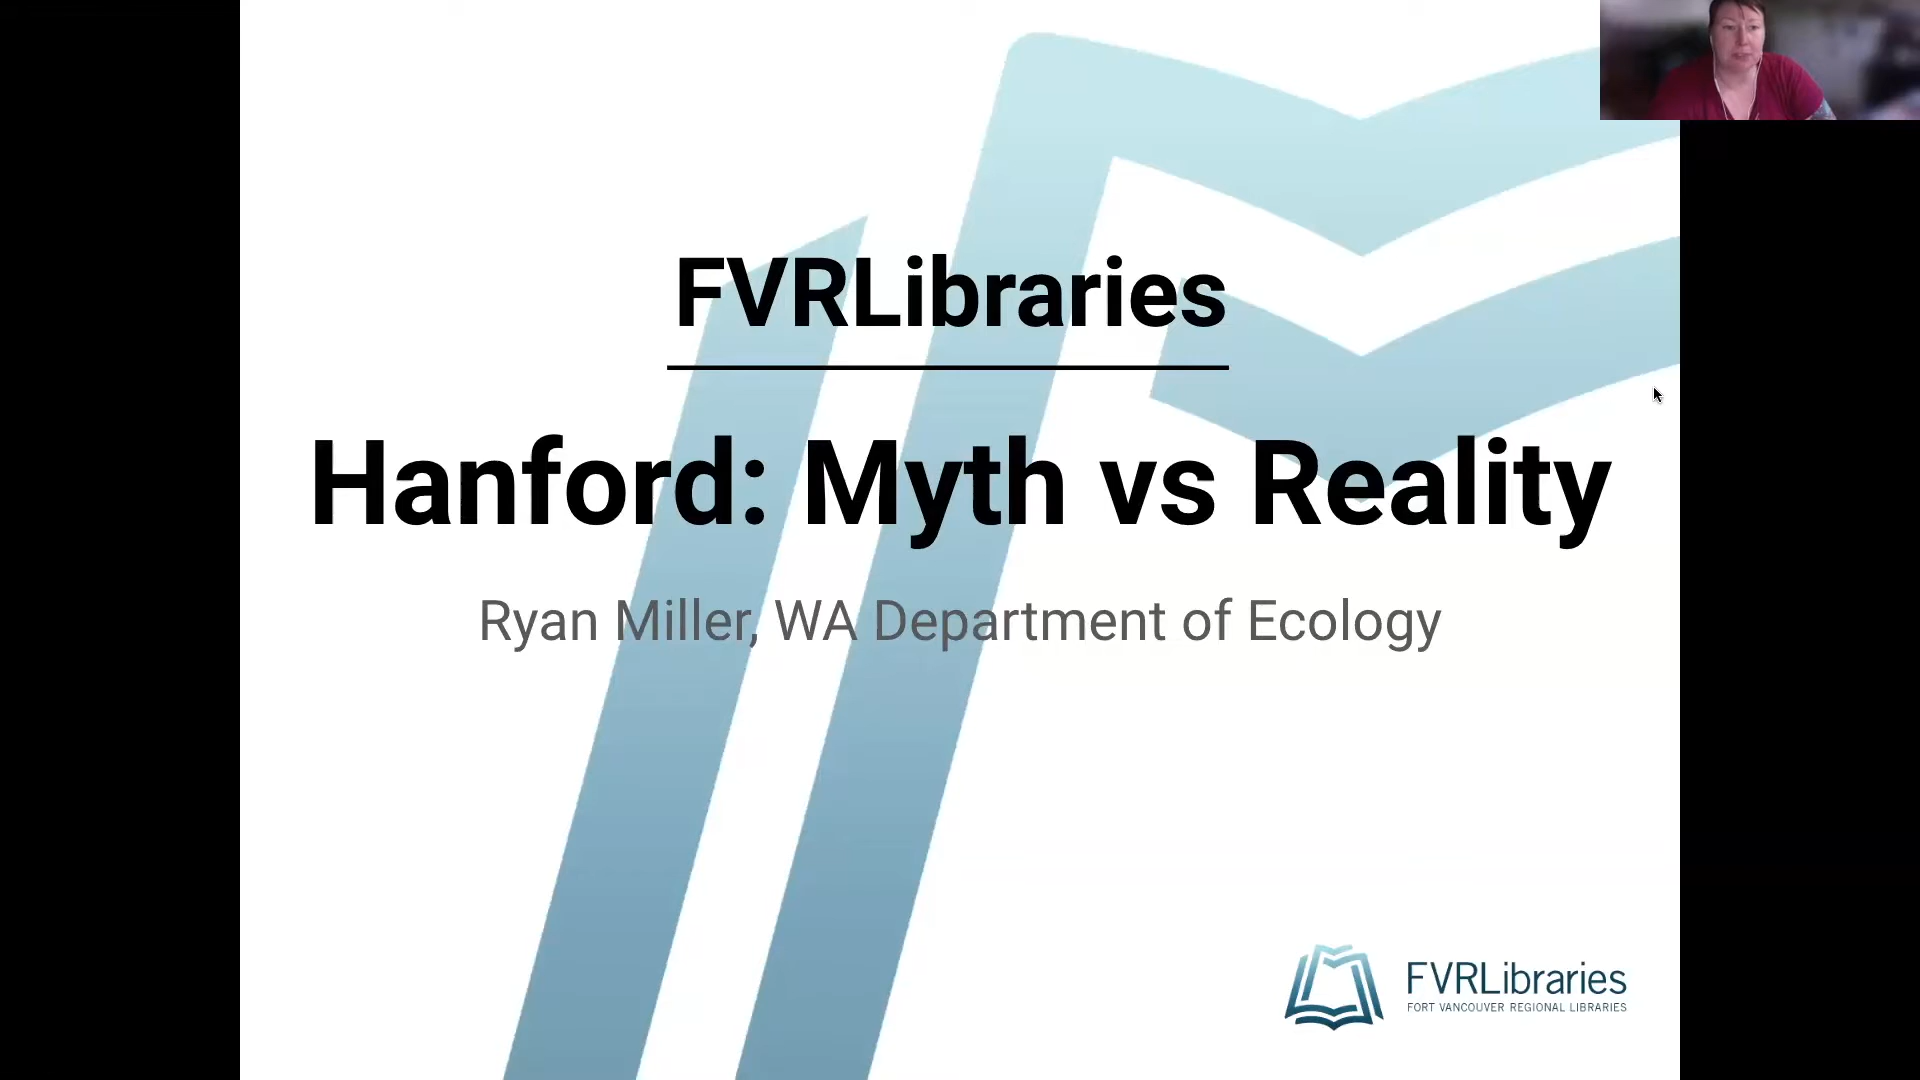 FVRLibraries
Hanford: Myth vs Reality
Ryan Miller, WA Department of Ecology
FVRLibraries
FORT VANCOUVER REGIONAL LIBRARIES